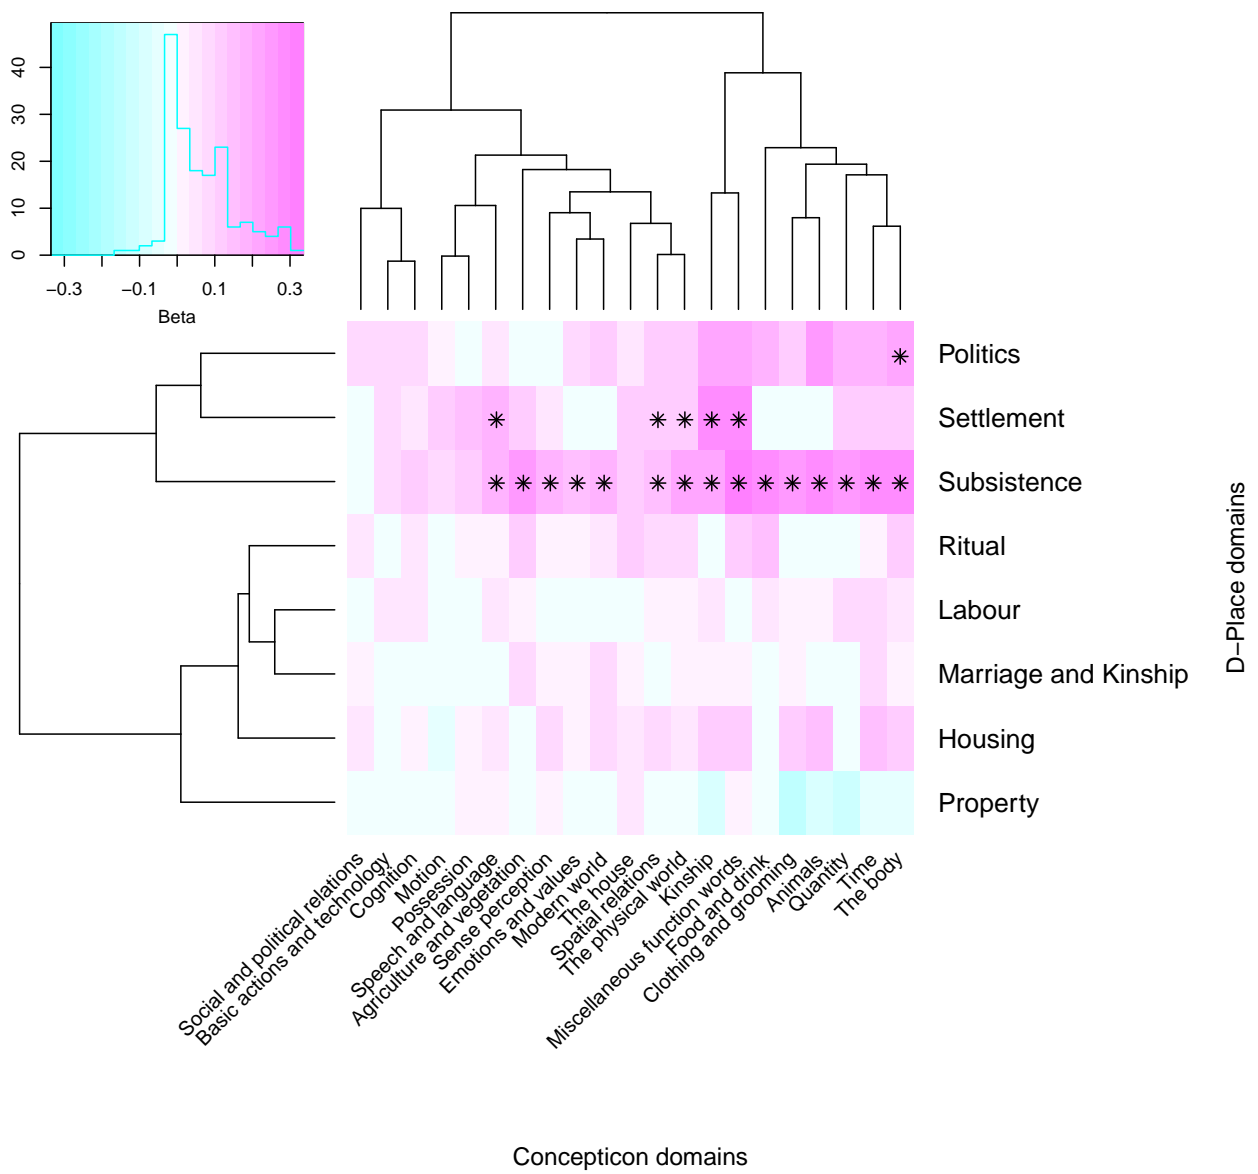 40
30
20
10
0
−0.3
−0.1
0.1
0.3
Beta
Politics
Settlement
Subsistence
Ritual
Labour
Marriage and Kinship
Housing
Property
D−Place domains
Social and political relations
Basic actions and technology
Cognition
Motion
Possession
Speech and language
Agriculture and vegetation
Sense perception
Emotions and values
Modern world
The house
Spatial relations
The physical world
Kinship
Miscellaneous function words
Food and drink
Clothing and grooming
Animals
Quantity
Time
The body
Concepticon domains